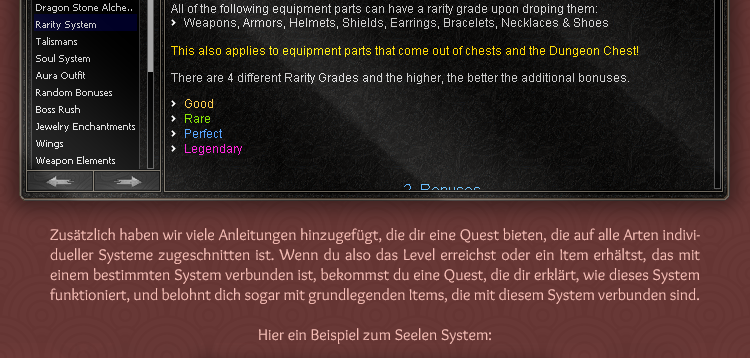 Dragon Stone Alche..
Rarity System
Talismans
Soul System
Aura Outfit
Random Bonuses
Boss Rush
Jewelry Enchantments
Wings
Weapon Elements
All of the following equipment parts can have a rarity grade upon droping them:
Weapons, Armors, Helmets, Shields, Earrings, Bracelets, Necklaces & Shoes
This also applies to equipment parts that come out of chests and the Dungeon Chest!
There are 4 different Rarity Grades and the higher, the better the additional bonuses.
Good
Rare
Perfect
Legendary
2. Bonuses
Zusätzlich haben wir viele Anleitungen hinzugefügt, die dir eine Quest bieten, die auf alle Arten indivi-
dueller Systeme zugeschnitten ist. Wenn du also das Level erreichst oder ein Item erhältst, das mit
einem bestimmten System verbunden ist, bekommst du eine Quest, die dir erklärt, wie dieses System
funktioniert, und belohnt dich sogar mit grundlegenden Items, die mit diesem System verbunden sind.
Hier ein Beispiel zum Seelen System: